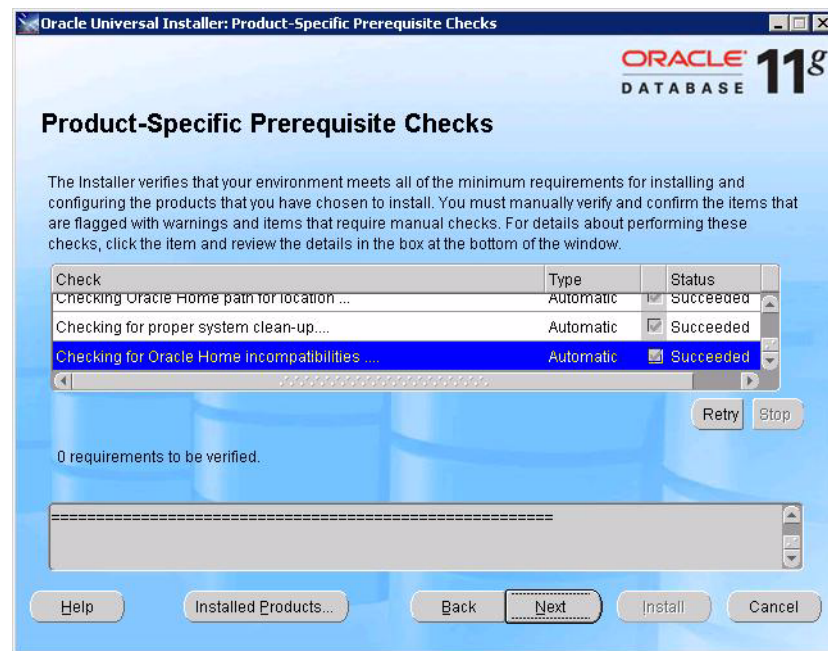 Oracle Universal Installer: Product-Specific Prerequisite Checks
ORACLE 11g
DATABASE
Product-Specific Prerequisite Checks
The Installer verifies that your environment meets all of the minimum requirements for installing and
configuring the products that you have chosen to install. You must manually verify and confirm the items that
are flagged with warnings and items that require manual checks. For details about performing these
checks, click the item and review the details in the box at the bottom of the window.
Check Type Status
Checking Oracle Home path for location ... Automatic Succeeded
Checking for proper system clean-up.... Automatic Succeeded
Checking for Oracle Home incompatibilities .... Automatic Succeeded
Retry Stop
0 requirements to be verified.
========================================================
Help Installed Products... Back Next Install Cancel